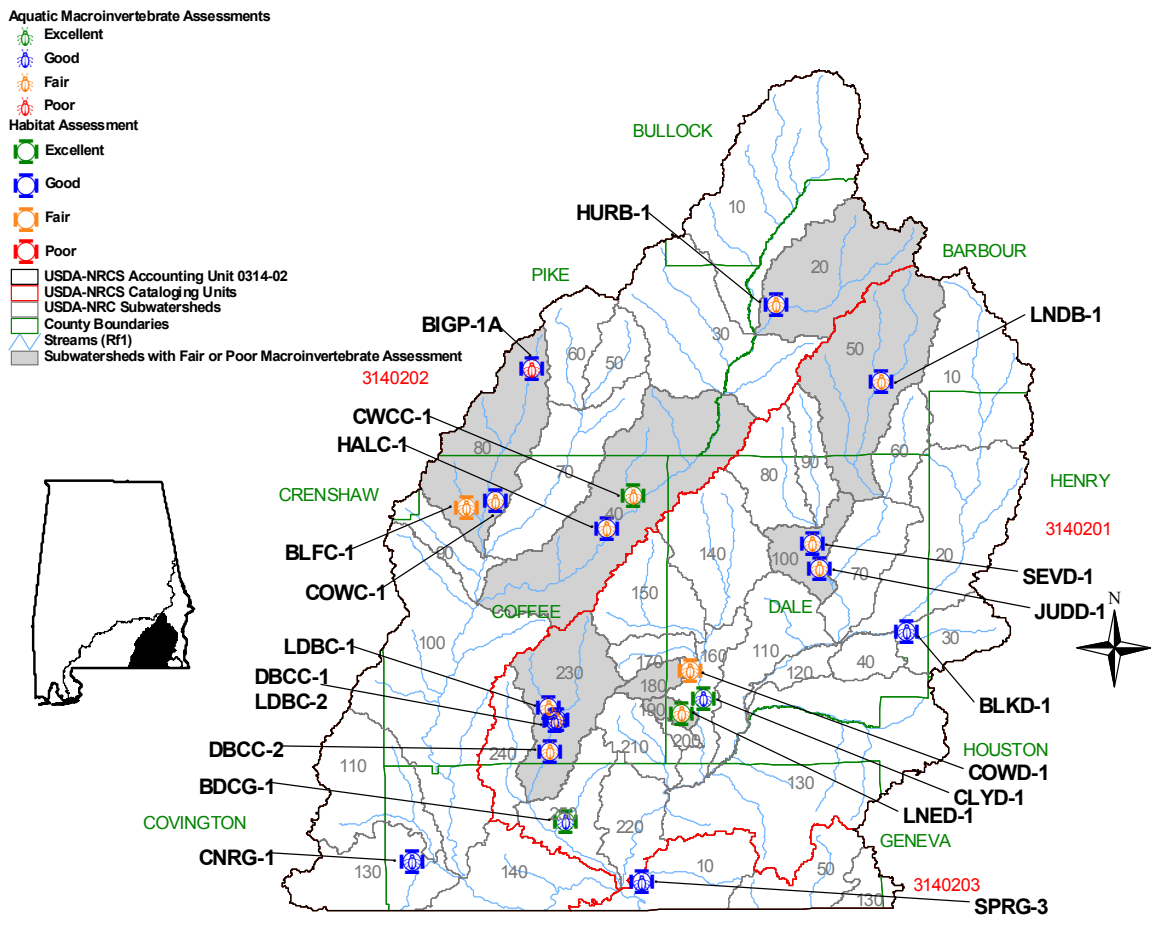 Aquatic Macroinvertebrate Assessments
Excellent
Good
Fair
Poor
Habitat Assessment
Excellent
Good
Fair
Poor
USDA-NRCS Accounting Unit 0314-02
USDA-NRCS Cataloging Units
USDA-NRC Subwatersheds
County Boundaries
Streams (Rf1)
Subwatersheds with Fair or Poor Macroinvertebrate Assessment
BULLOCK
10
HURB-1
BARBOUR
20
PIKE
LNDB-1
BIGP-1A
30
60
50
50
3140202
10
CWCC-1
HALC-1
80
70
60
90
80
CRENSHAW
HENRY
40
3140201
BLFC-1
90
140
100
20
SEVD-1
COWC-1
150
70
JUDD-1
N
COFFEE
DALE
LDBC-1
100
110
30
160
170
40
DBCC-1
230
120
LDBC-2
180
BLKD-1
190
DBCC-2
240
210
200
HOUSTON
COWD-1
110
130
BDCG-1
CLYD-1
LNED-1
COVINGTON
220
GENEVA
CNRG-1
130
140
10
50
3140203
130
SPRG-3